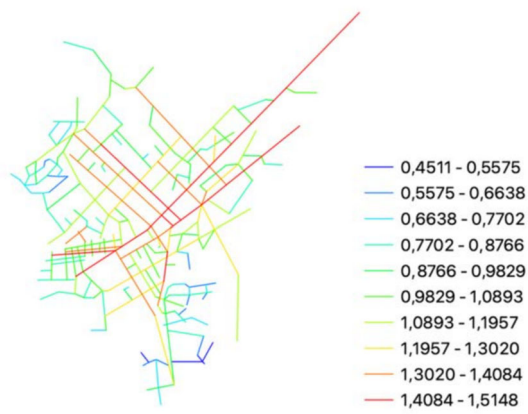 0,4511 - 0,5575
0,5575 - 0,6638
0,6638 - 0,7702
0,7702 - 0,8766
0,8766 - 0,9829
0,9829 - 1,0893
1,0893 - 1,1957
1,1957 - 1,3020
1,3020 - 1,4084
1,4084 - 1,5148